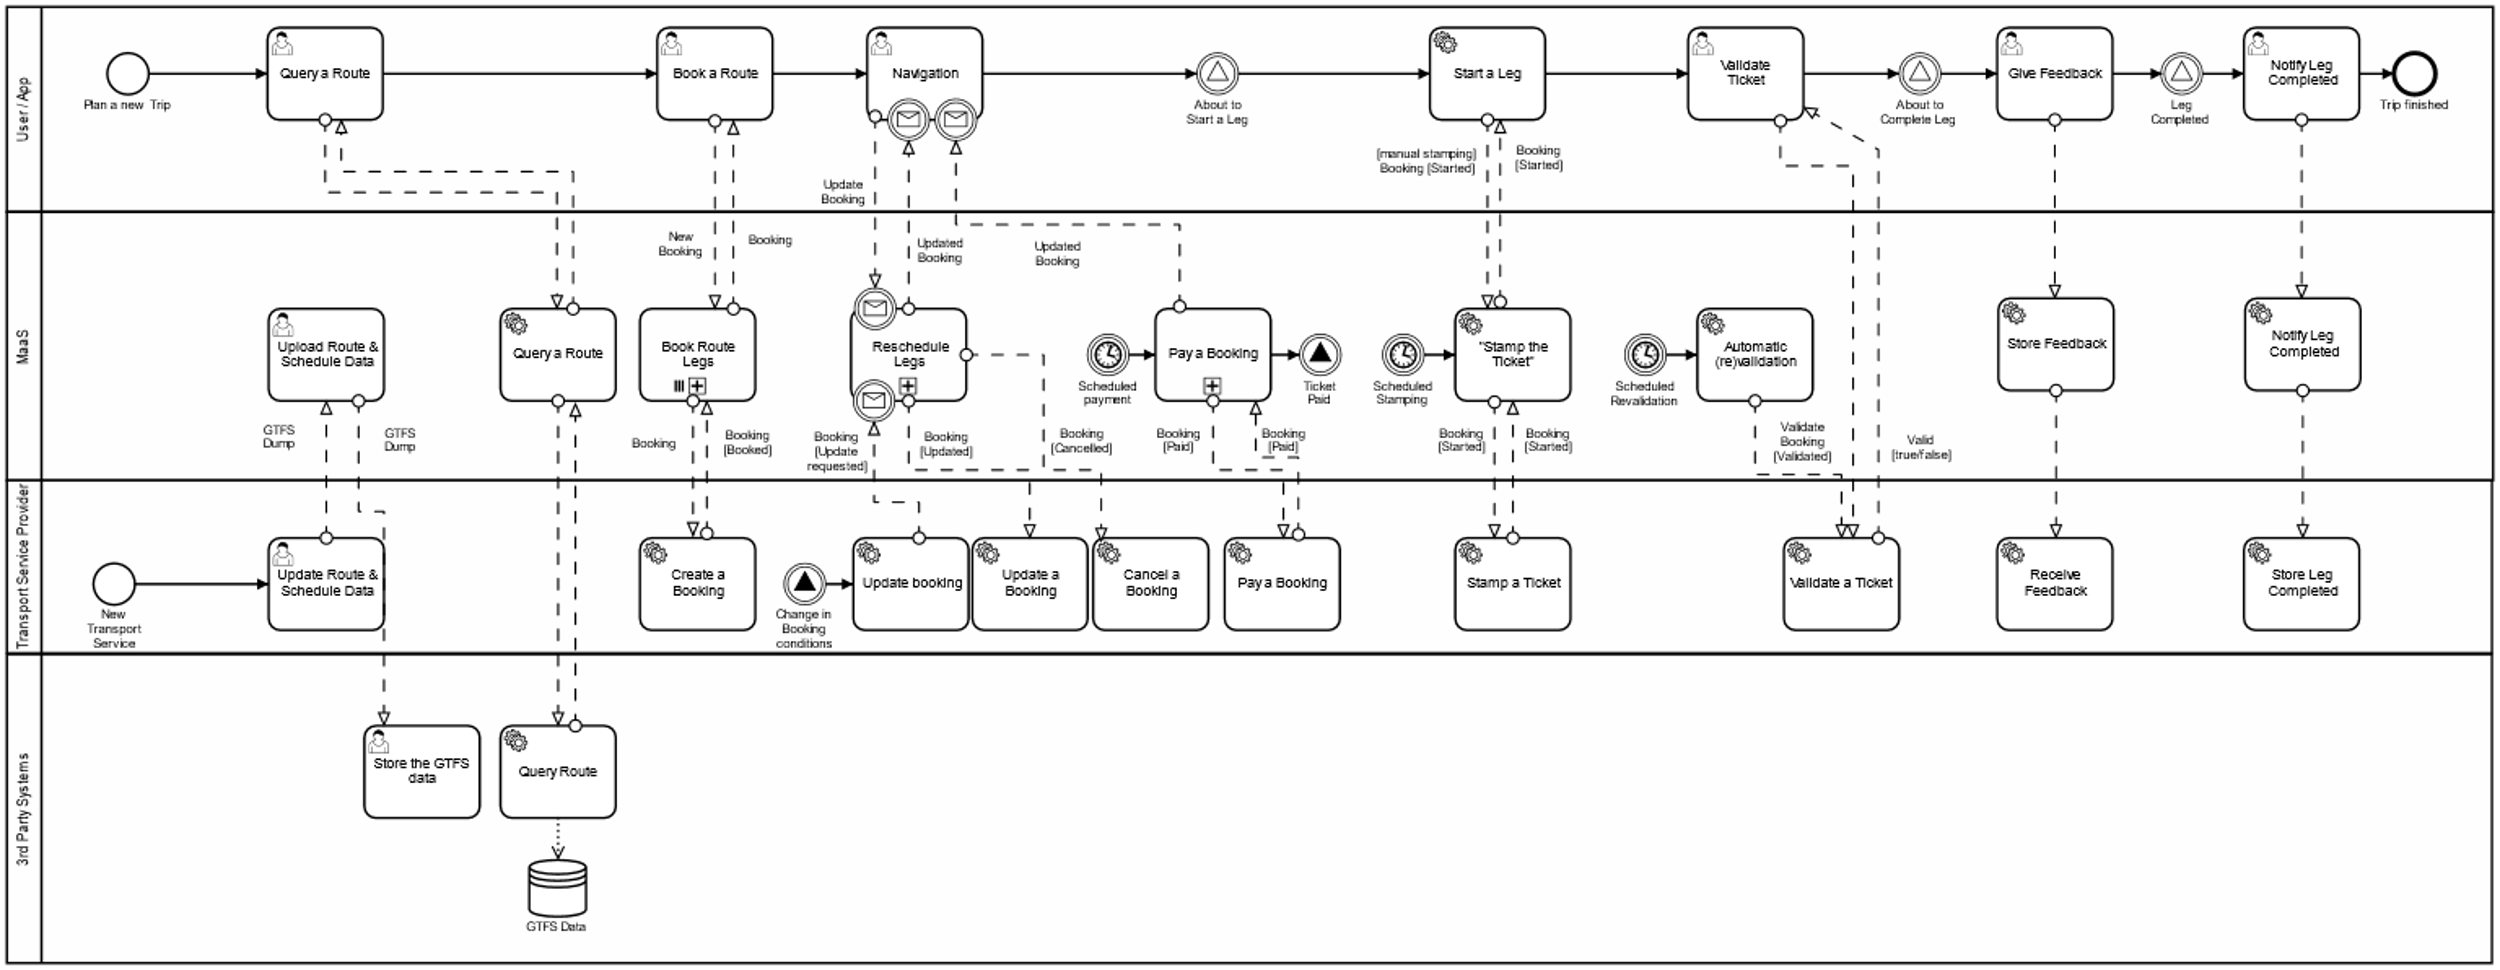 User / App
Plan a new Trip
Query a Route
Book a Route
Navigation
About to
Start a Leg
Start a Leg
Validate
Ticket
About to
Complete Leg
Give Feedback
Leg
Completed
Notify Leg
Completed
Trip finished
Update
Booking
(manual stamping)
Booking (Started)
Booking
(Started)
MaaS
New
Booking
Booking
Updated
Booking
Updated
Booking
Upload Route &
Schedule Data
Query a Route
Book Route
Legs
Reschedule
Legs
Scheduled
payment
Pay a Booking
Ticket
Paid
Scheduled
Stamping
"Stamp the
Ticket"
Scheduled
Revalidation
Automatic
(re)validation
Store Feedback
Notify Leg
Completed
GTFS
Dump
GTFS
Dump
Booking
Booking
(Booked)
Booking
(Update
requested)
Booking
(Updated)
Booking
(Cancelled)
Booking
(Paid)
Booking
(Paid)
Booking
(Started)
Booking
(Started)
Validate
Booking
(Validated)
Valid
(true/false)
Transport Service Provider
New
Transport
Service
Update Route &
Schedule Data
Create a
Booking
Change in
Booking
conditions
Update booking
Update a
Booking
Cancel a
Booking
Pay a Booking
Stamp a Ticket
Validate a Ticket
Receive
Feedback
Store Leg
Completed
3rd Party Systems
Store the GTFS
data
Query Route
GTFS Data